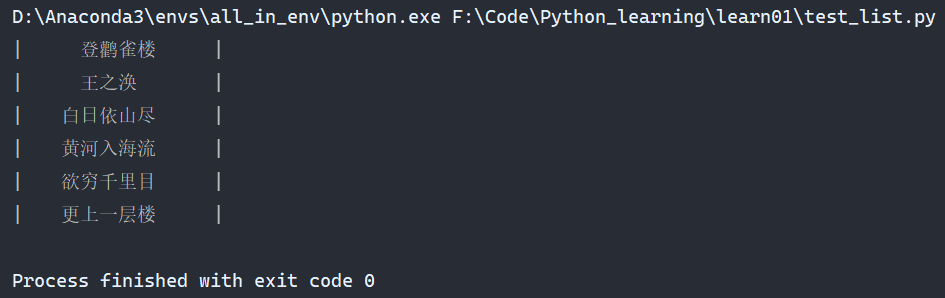 D:\Anaconda3\envs\all_in_env\python.exe F:\Code\Python_learning\learn01\test_list.py
|      登鹳雀楼      |
|      王之涣       |
|     白日依山尽      |
|     黄河入海流      |
|     欲穷千里目      |
|     更上一层楼      |
Process finished with exit code 0